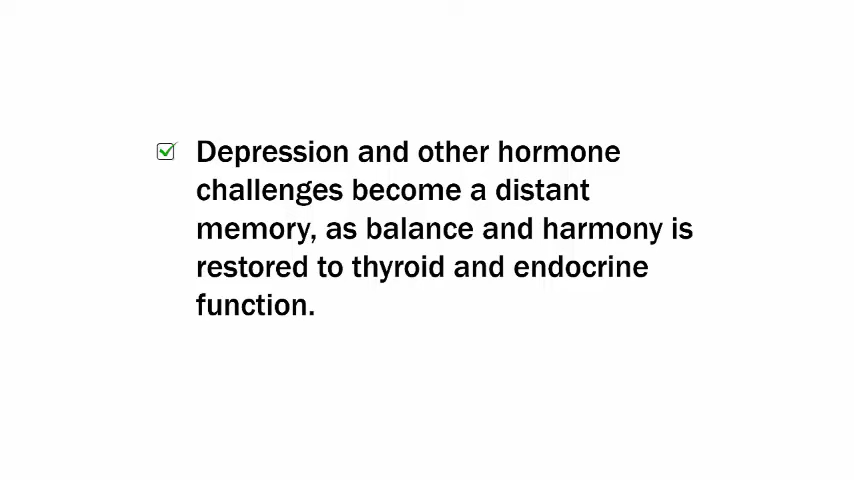 Depression and other hormone
challenges become a distant
memory, as balance and harmony is
restored to thyroid and endocrine
function.